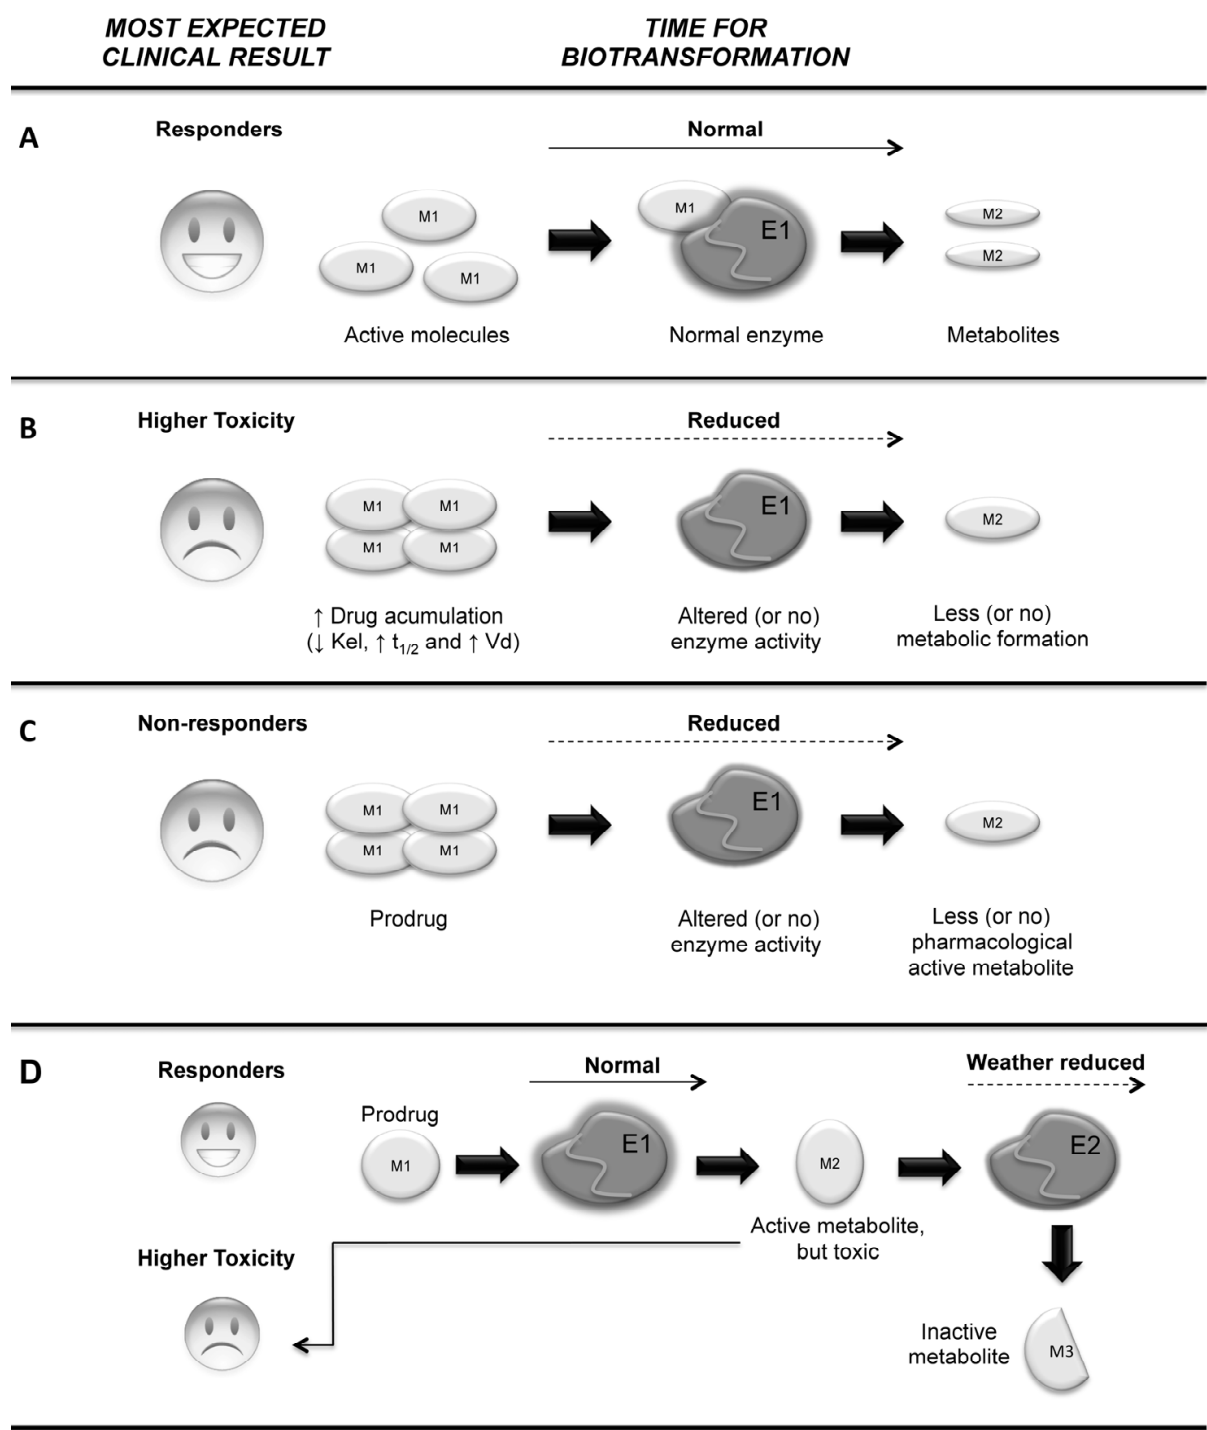 MOST EXPECTED
CLINICAL RESULT
TIME FOR
BIOTRANSFORMATION
A
Responders
Normal
M1
M1
M1
M1
E1
M2
M2
Active molecules
Normal enzyme
Metabolites
B
Higher Toxicity
Reduced
M1
M1
M1
M1
E1
M2
↑ Drug acumulation
(↓ Kel, ↑ t1/2 and ↑ Vd)
Altered (or no)
enzyme activity
Less (or no)
metabolic formation
C
Non-responders
Reduced
M1
M1
M1
M1
E1
M2
Prodrug
Altered (or no)
enzyme activity
Less (or no)
pharmacological
active metabolite
D
Responders
Normal
Weather reduced
Prodrug
M1
E1
M2
E2
Active metabolite,
but toxic
Higher Toxicity
Inactive
metabolite
M3